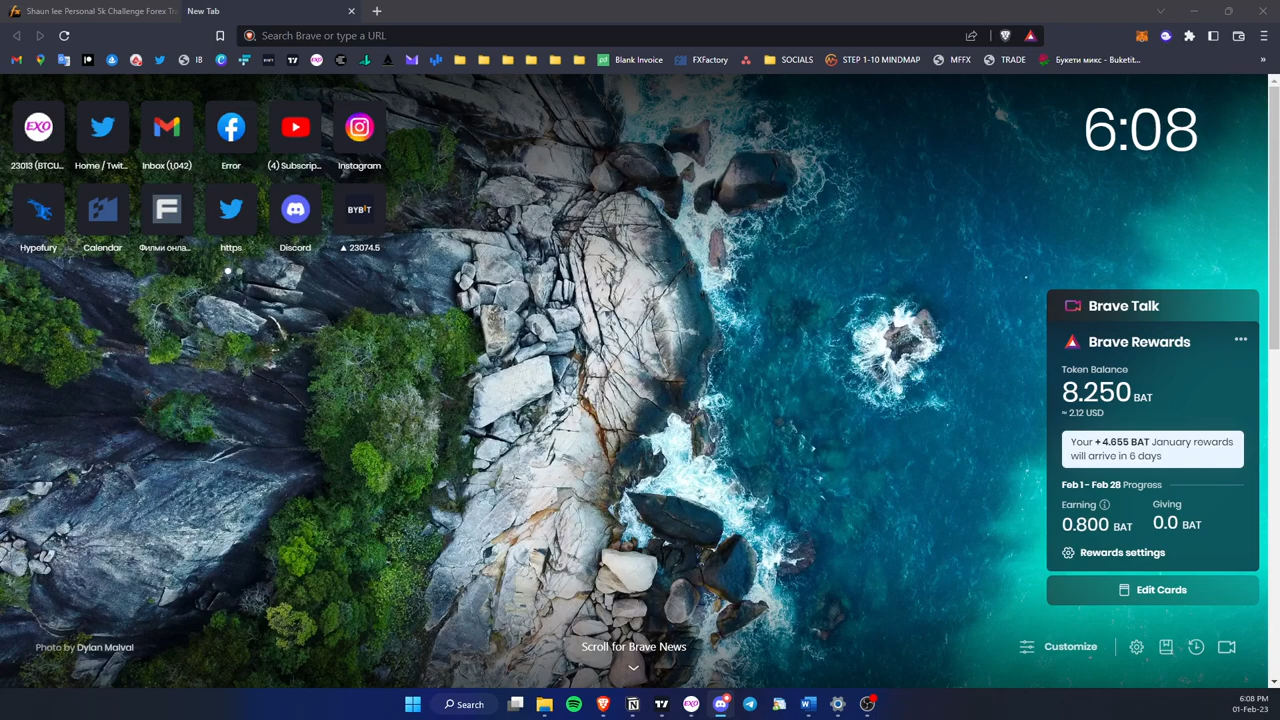 Shaun lee Personal 5k Challenge Forex Tr
New Tab
Search Brave or type a URL
IB
Blank Invoice
FXFactory
SOCIALS
STEP 1-10 MINDMAP
MFFX
TRADE
Букети микс - Buketit...
EXO
23013 (BTCU...
Home / Twit...
Inbox (1,042)
Error
(4) Subscrip...
Instagram
BYBIT
Hypefury
Calendar
Филми онла...
https
Discord
▲ 23074.5
6:08
Brave Talk
Brave Rewards
Token Balance
8.250 BAT
≈ 2.12 USD
Your +4.655 BAT January rewards
will arrive in 6 days
Feb 1 - Feb 28 Progress
Earning
Giving
0.800 BAT
0.0 BAT
Rewards settings
Edit Cards
Photo by Dylan Malval
Scroll for Brave News
Customize
Search
EXO
6:08 PM
01-Feb-23